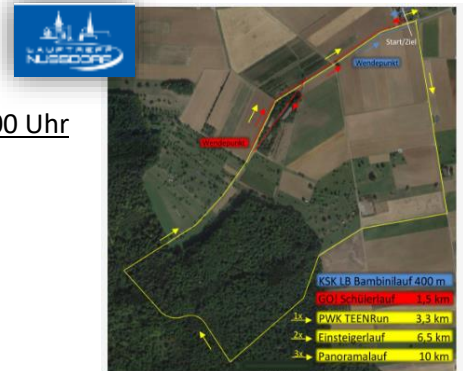 LAUFTREFF
NUSSDORF
00 Uhr
Start/Ziel
Wendepunkt
Wendepunkt
KSK LB Bambinilauf 400 m
GO! Schülerlauf 1,5 km
1x PWK TEENRun 3,3 km
2x Einsteigerlauf 6,5 km
3x Panoramalauf 10 km